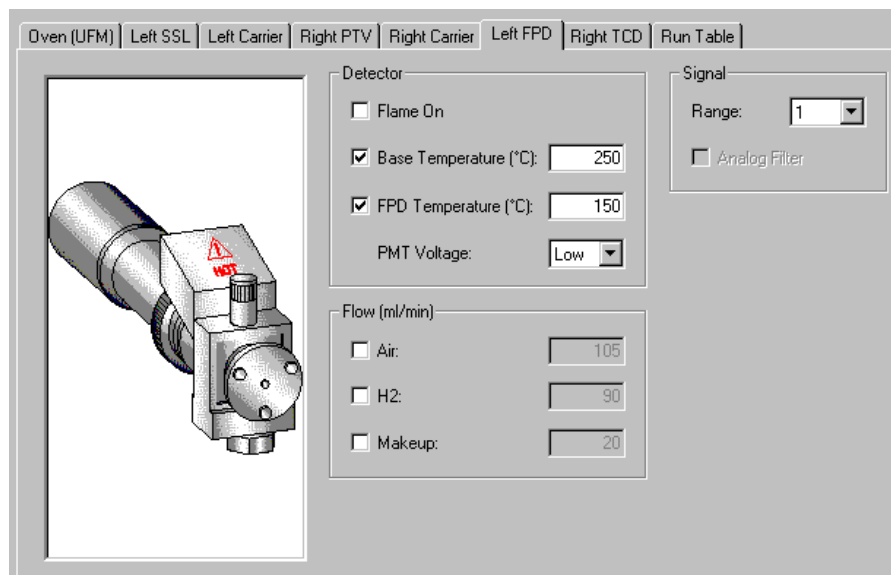 Oven (UFM) Left SSL Left Carrier Right PTV Right Carrier Left FPD Right TCD Run Table
Detector
Flame On
Base Temperature (°C): 250
FPD Temperature (°C): 150
PMT Voltage: Low
Flow (ml/min)
Air: 105
H2: 90
Makeup: 20
Signal
Range: 1
Analog Filter
HOT